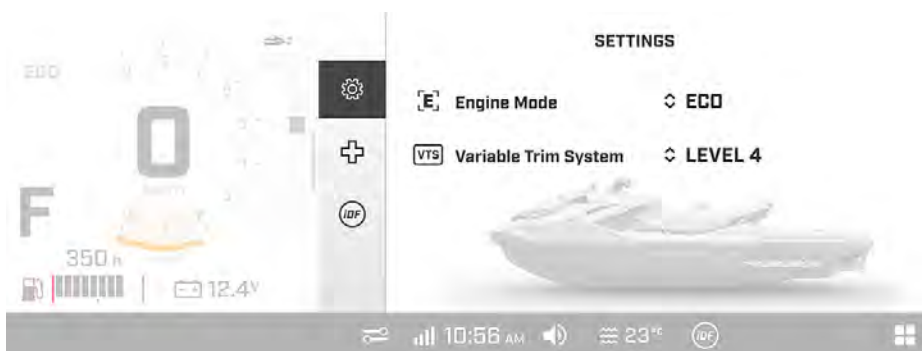 SETTINGS
ECO
[E] Engine Mode ECO
VTS Variable Trim System LEVEL 4
0
F
iDF
350 h
12.4V
10:56 AM 23°C iDF